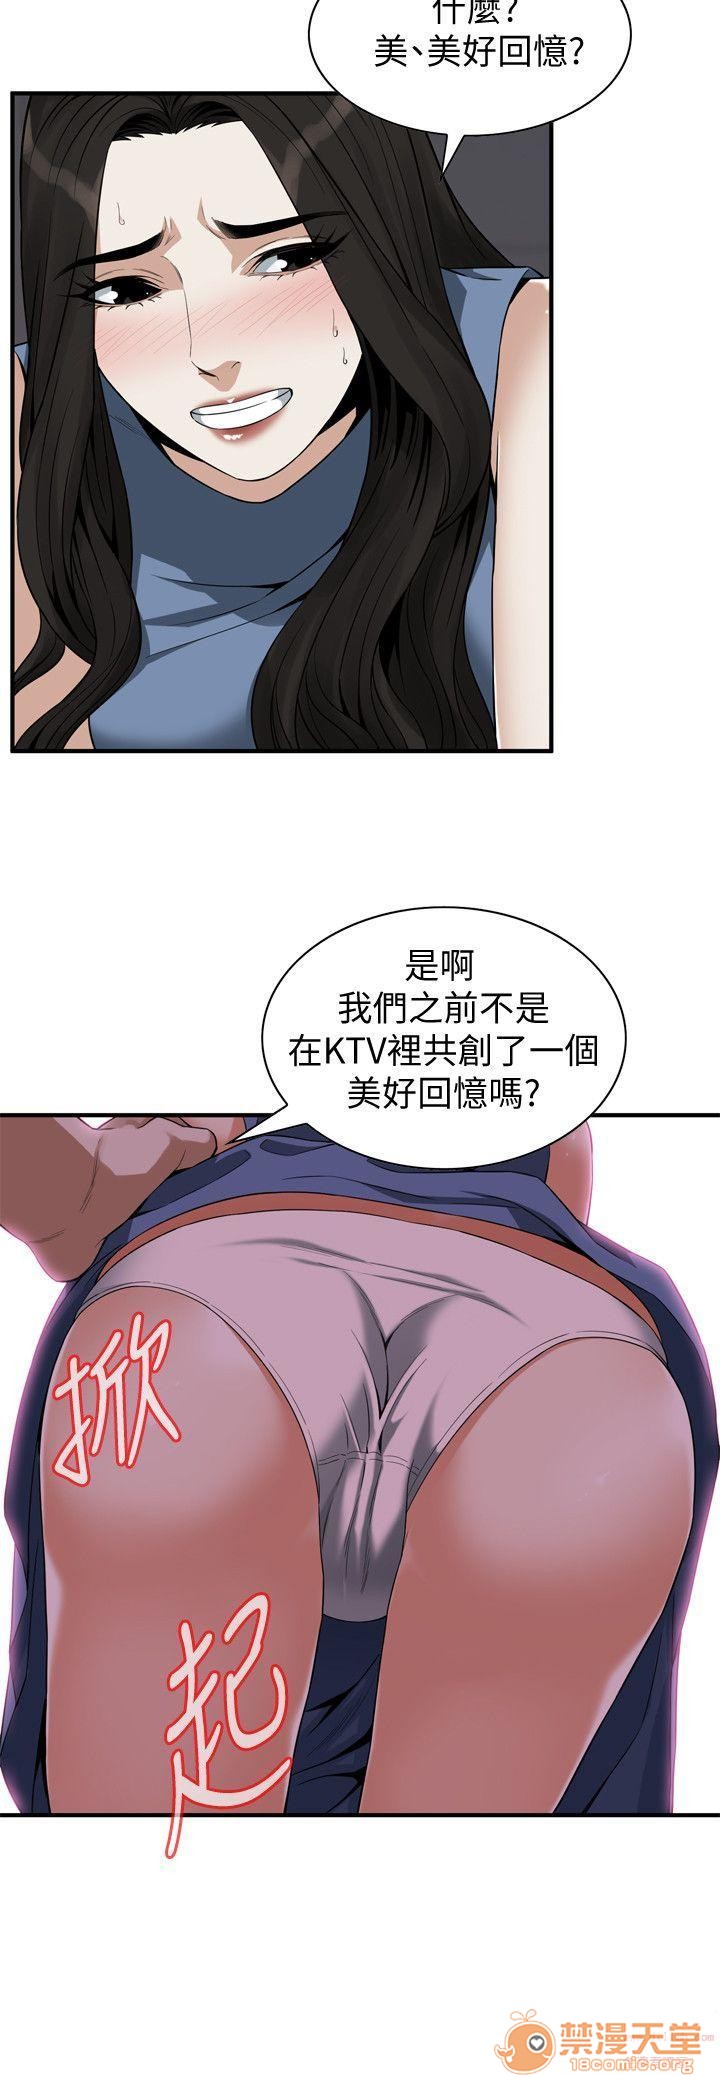 什麼?
美、美好回憶?
是啊
我們之前不是
在KTV裡共創了一個
美好回憶嗎?
掀
起
禁漫天堂
18comic.org